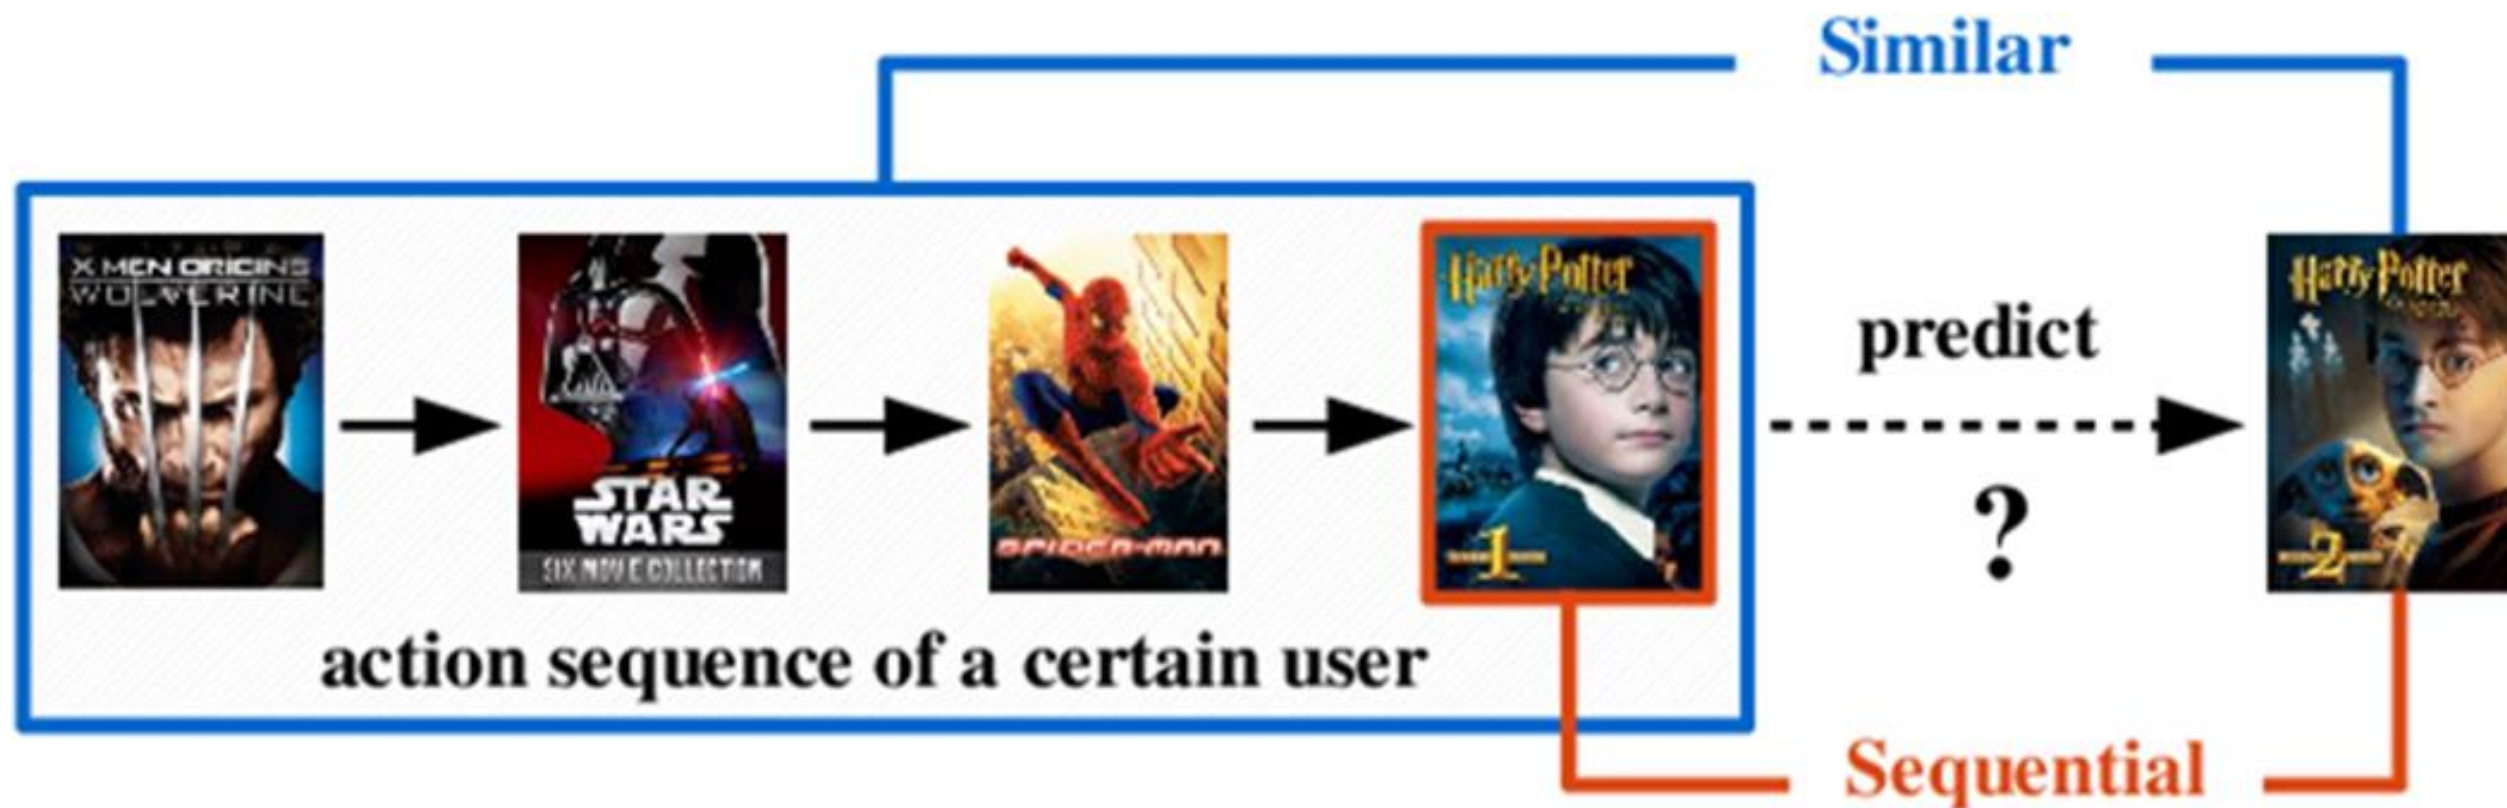 Similar
X MEN ORIGINS
WOLVERINE
STAR
WARS
SIX MOVIE COLLECTION
SPIDER-MAN
Harry Potter
1
predict
?
Harry Potter
2
action sequence of a certain user
Sequential